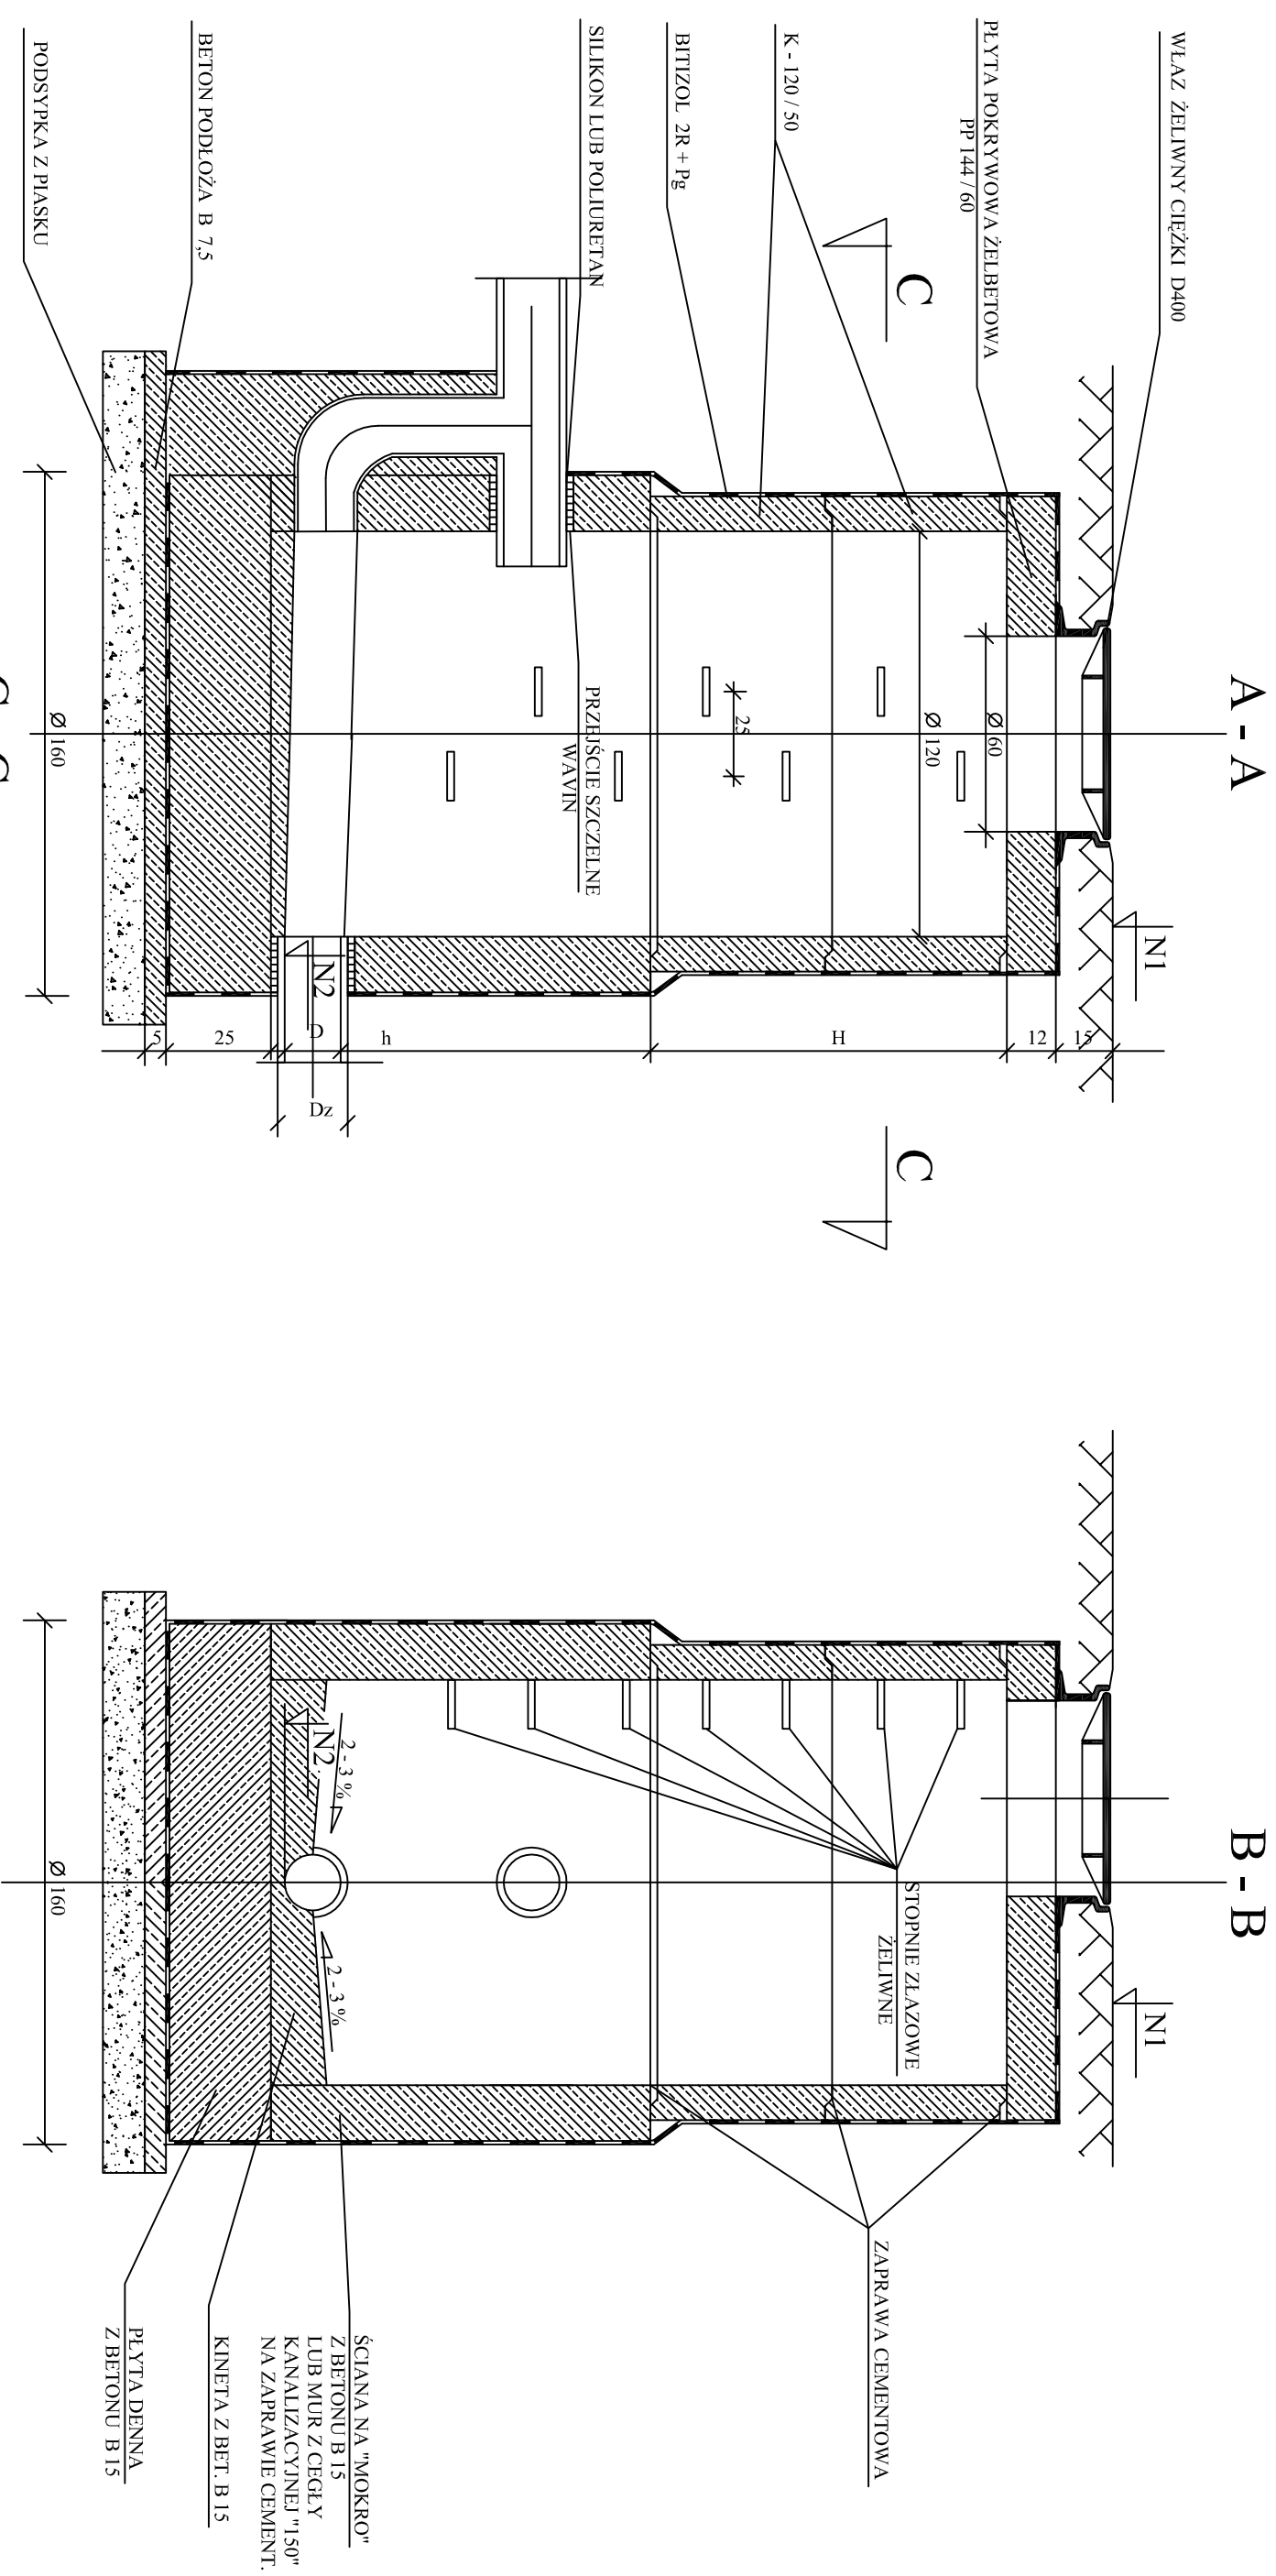 A - A
WŁAZ ŻELIWNY CIĘŻKI D400
PŁYTA POKRYWOWA ŻELBETOWA
PP 144 / 60
K - 120 / 50
BITIZOL 2R + Pg
SILIKON LUB POLIURETAN
BETON PODŁOŻA B 7,5
PODSYPKA Z PIASKU
C
C
N1
Ø 60
Ø 120
25
PRZEJŚCIE SZCZELNE
WAVIN
N2
15
12
H
h
D
Dz
25
5
Ø 160
B - B
N1
STOPNIE ZŁAZOWE
ŻELIWNE
ZAPRAWA CEMENTOWA
N2
2 - 3 %
2 - 3 %
ŚCIANA NA "MOKRO"
Z BETONU B 15
LUB MUR Z CEGŁY
KANALIZACYJNEJ "150"
NA ZAPRAWIE CEMENT.
KINETA Z BET. B 15
PŁYTA DENNA
Z BETONU B 15
Ø 160